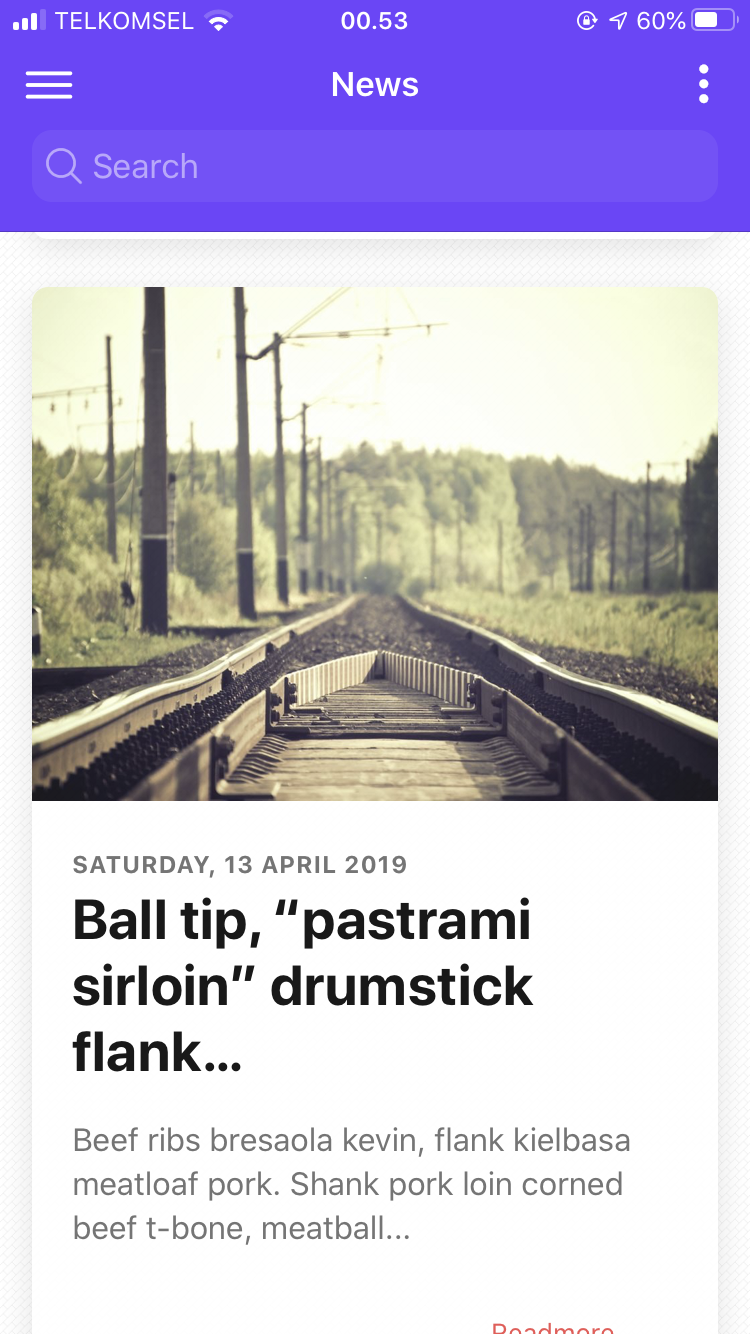 TELKOMSEL 00.53 60%
News
Search
SATURDAY, 13 APRIL 2019
Ball tip, “pastrami
sirloin” drumstick
flank...
Beef ribs bresaola kevin, flank kielbasa
meatloaf pork. Shank pork loin corned
beef t-bone, meatball...
Readmore